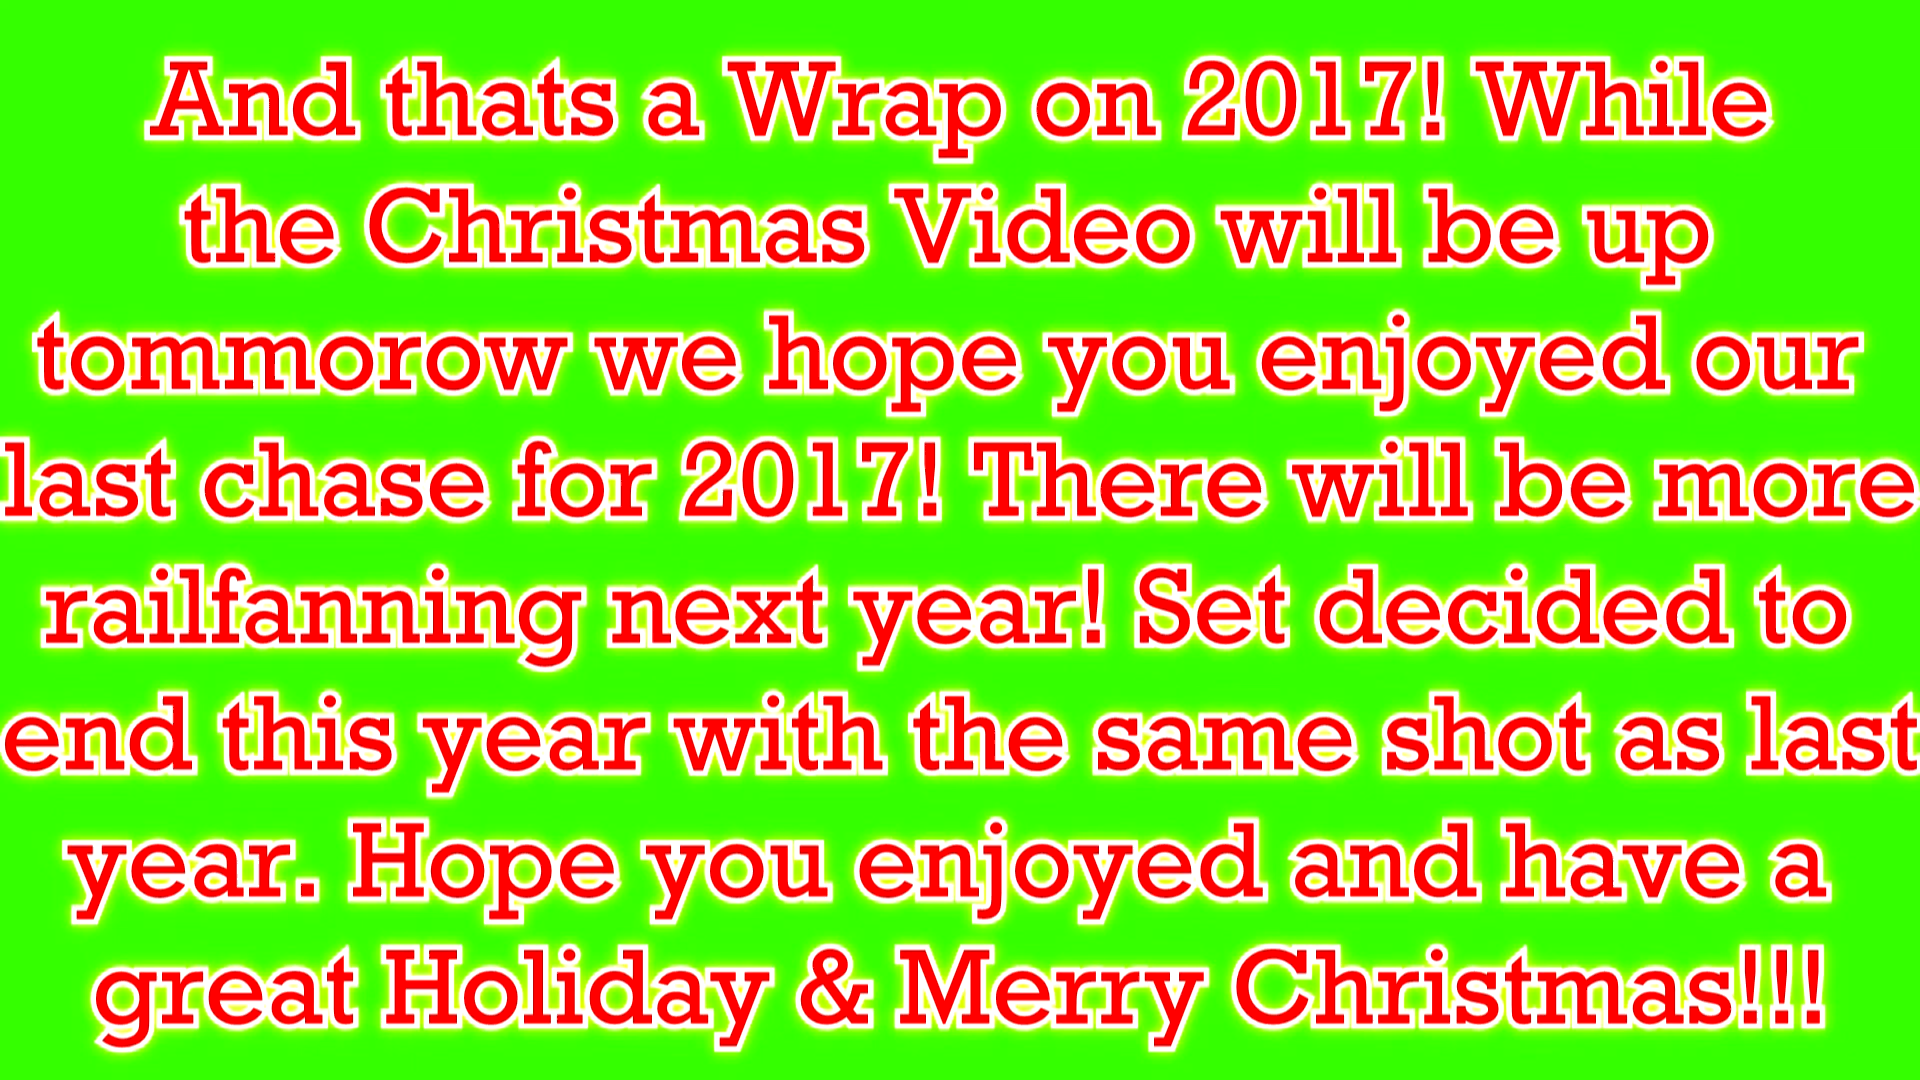 And thats a Wrap on 2017! While
the Christmas Video will be up
tommorow we hope you enjoyed our
last chase for 2017! There will be more
railfanning next year! Set decided to
end this year with the same shot as last
year. Hope you enjoyed and have a
great Holiday & Merry Christmas!!!